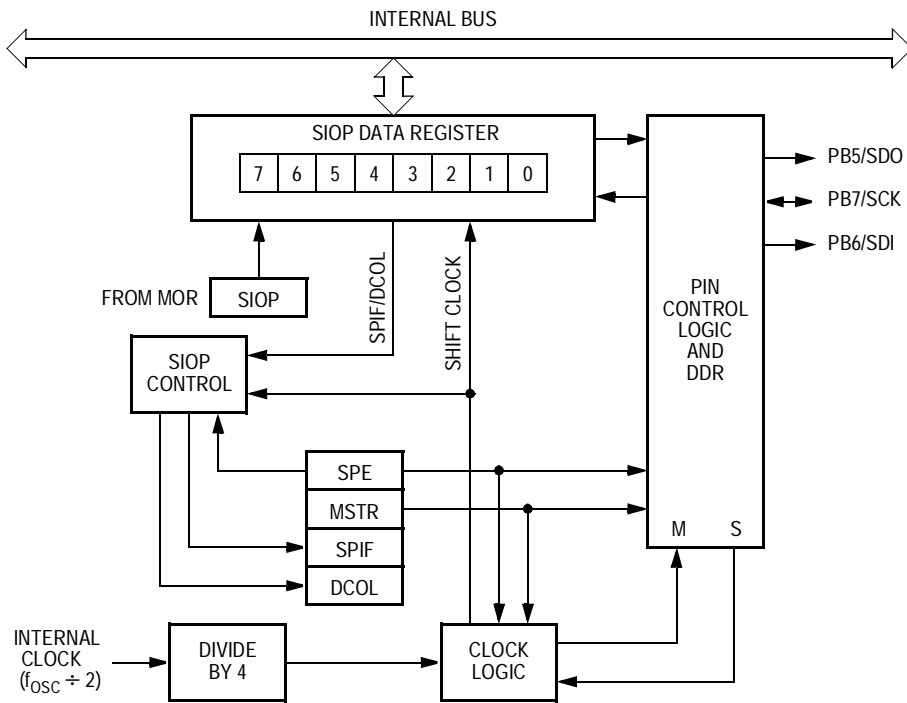 INTERNAL BUS
SIOP DATA REGISTER
7 6 5 4 3 2 1 0
PB5/SDO
PB7/SCK
PB6/SDI
PIN
CONTROL
LOGIC
AND
DDR
FROM MOR
SIOP
SPIF/DCOL
SHIFT CLOCK
SIOP
CONTROL
SPE
MSTR
SPIF
DCOL
M S
INTERNAL
CLOCK
(fOSC ÷ 2)
DIVIDE
BY 4
CLOCK
LOGIC